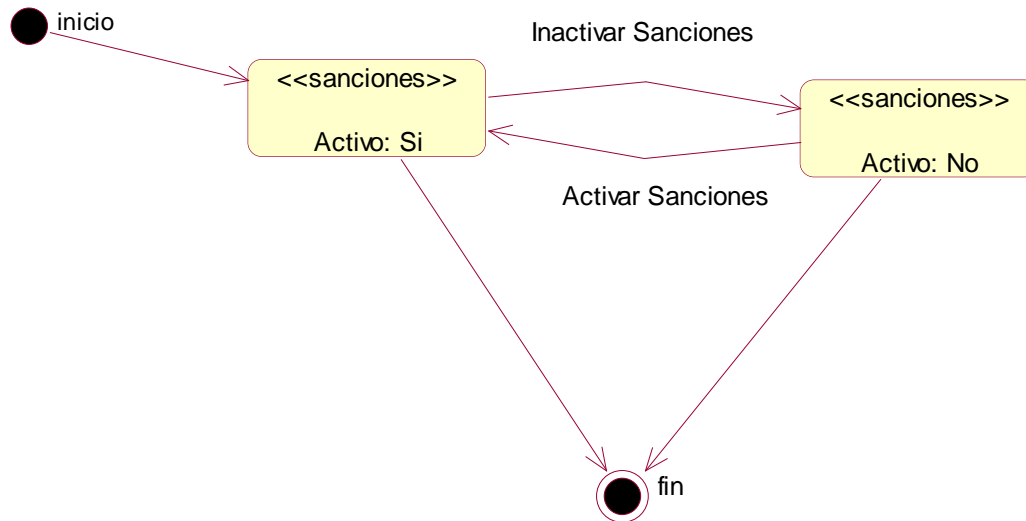 inicio
Inactivar Sanciones
<<sanciones>>
Activo: Si
<<sanciones>>
Activo: No
Activar Sanciones
fin